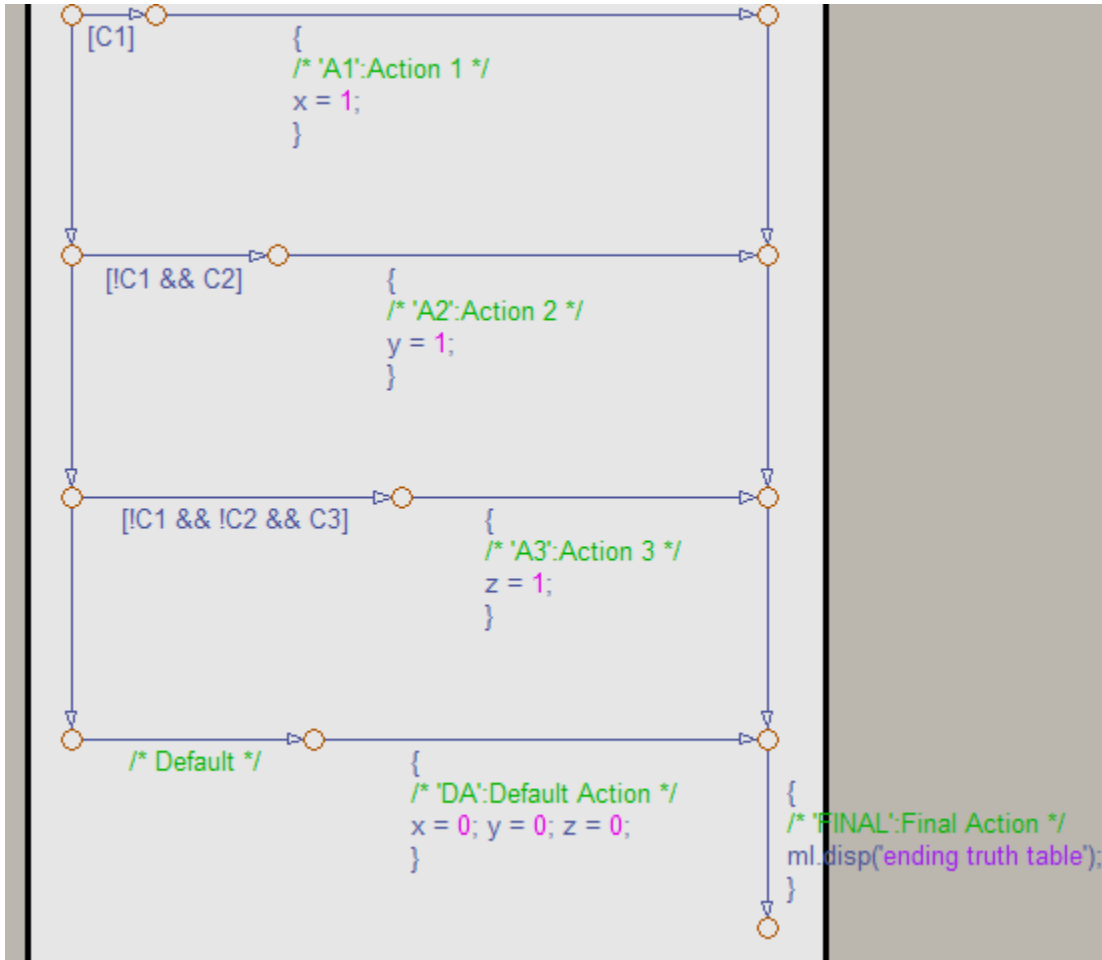 [C1]
{
/* 'A1':Action 1 */
x = 1;
}
[!C1 && C2]
{
/* 'A2':Action 2 */
y = 1;
}
[!C1 && !C2 && C3]
{
/* 'A3':Action 3 */
z = 1;
}
/* Default */
{
/* 'DA':Default Action */
x = 0; y = 0; z = 0;
}
{
/* 'FINAL':Final Action */
ml.disp('ending truth table');
}